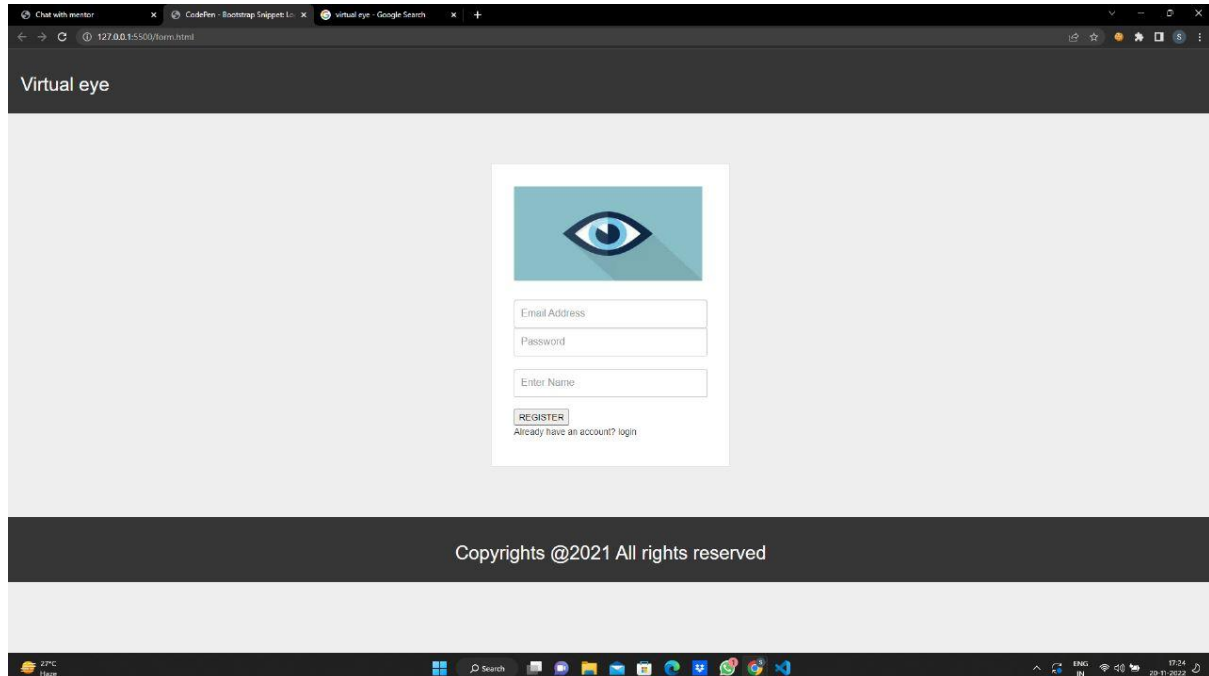 Chat with mentor
CodePen - Bootstrap Snippet: Lo
virtual eye - Google Search
127.0.0.1:5500/form.html
S
Virtual eye
Email Address
Password
Enter Name
REGISTER
Already have an account? login
Copyrights @2021 All rights reserved
27°C
Haze
Search
ENG
IN
17:24
20-11-2022